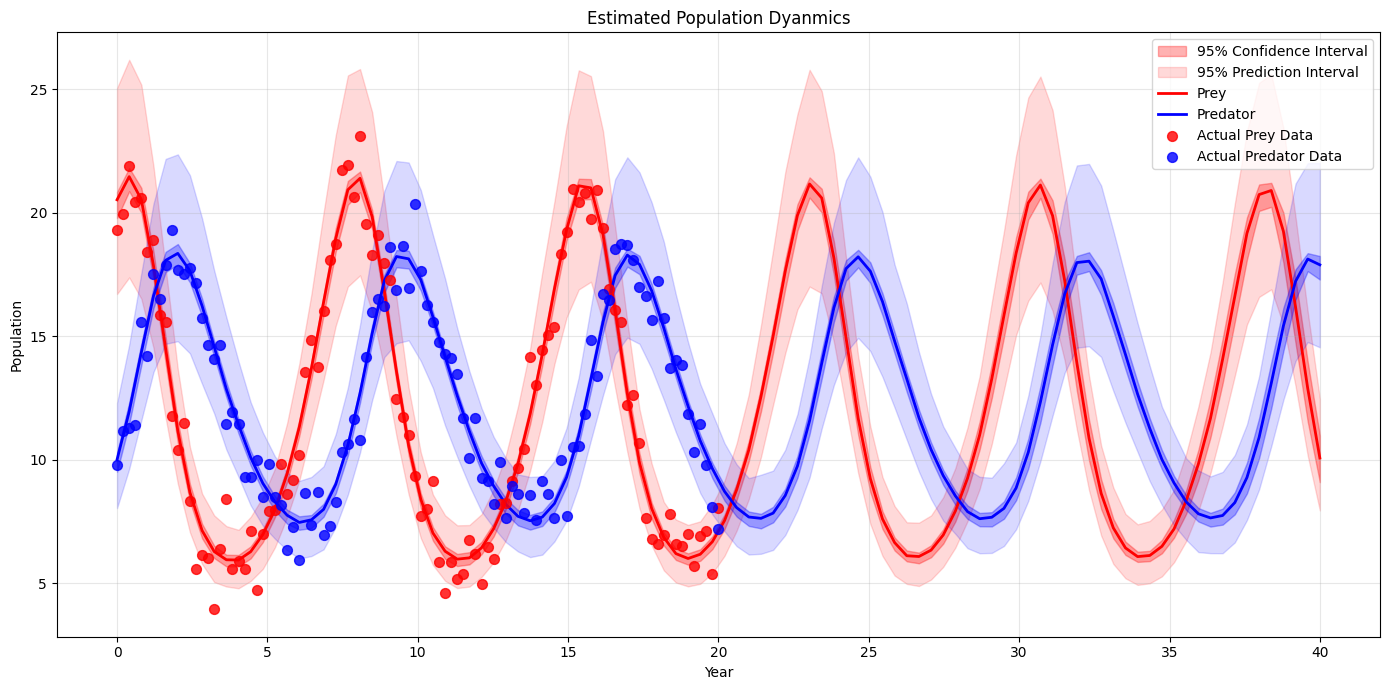 Estimated Population Dyanmics
95% Confidence Interval
95% Prediction Interval
Prey
Predator
Actual Prey Data
Actual Predator Data
Population
25
20
15
10
5
0 5 10 15 20 25 30 35 40
Year